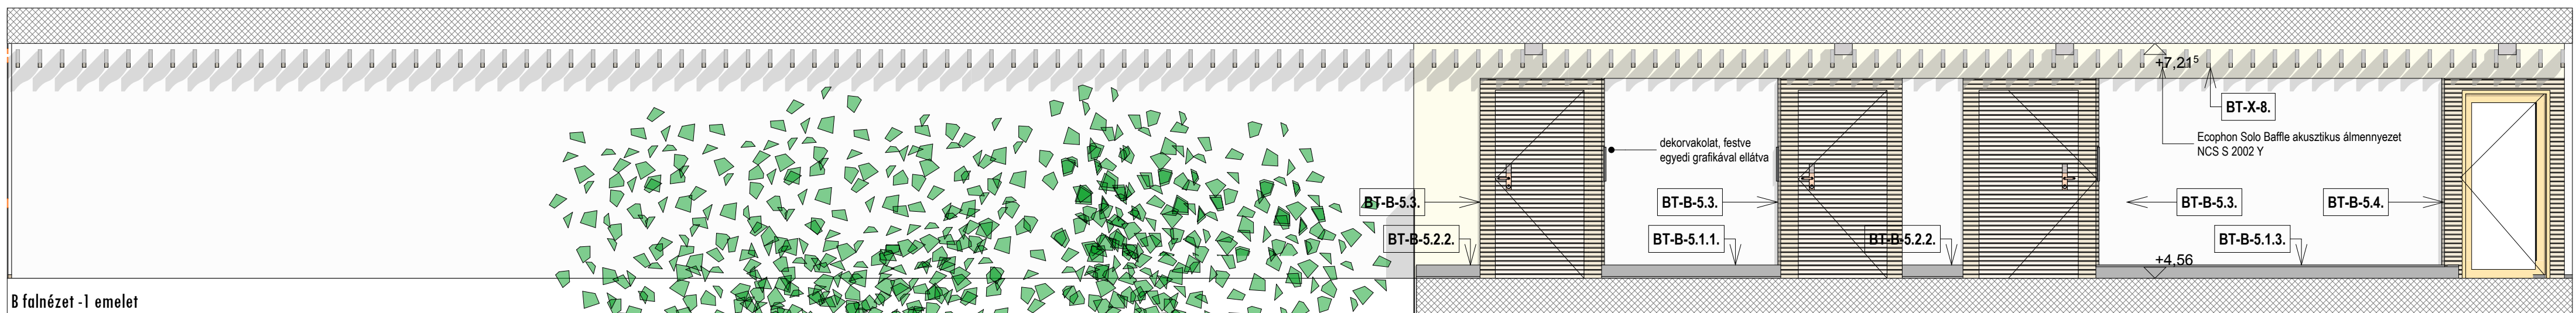 +7,21⁵
BT-X-8.
dekorvakolat, festve
egyedi grafikával ellátva
Ecophon Solo Baffle akusztikus álmennyezet
NCS S 2002 Y
BT-B-5.3.
BT-B-5.3.
BT-B-5.3.
BT-B-5.4.
BT-B-5.2.2.
BT-B-5.1.1.
BT-B-5.2.2.
BT-B-5.1.3.
+4,56
B falnézet -1 emelet